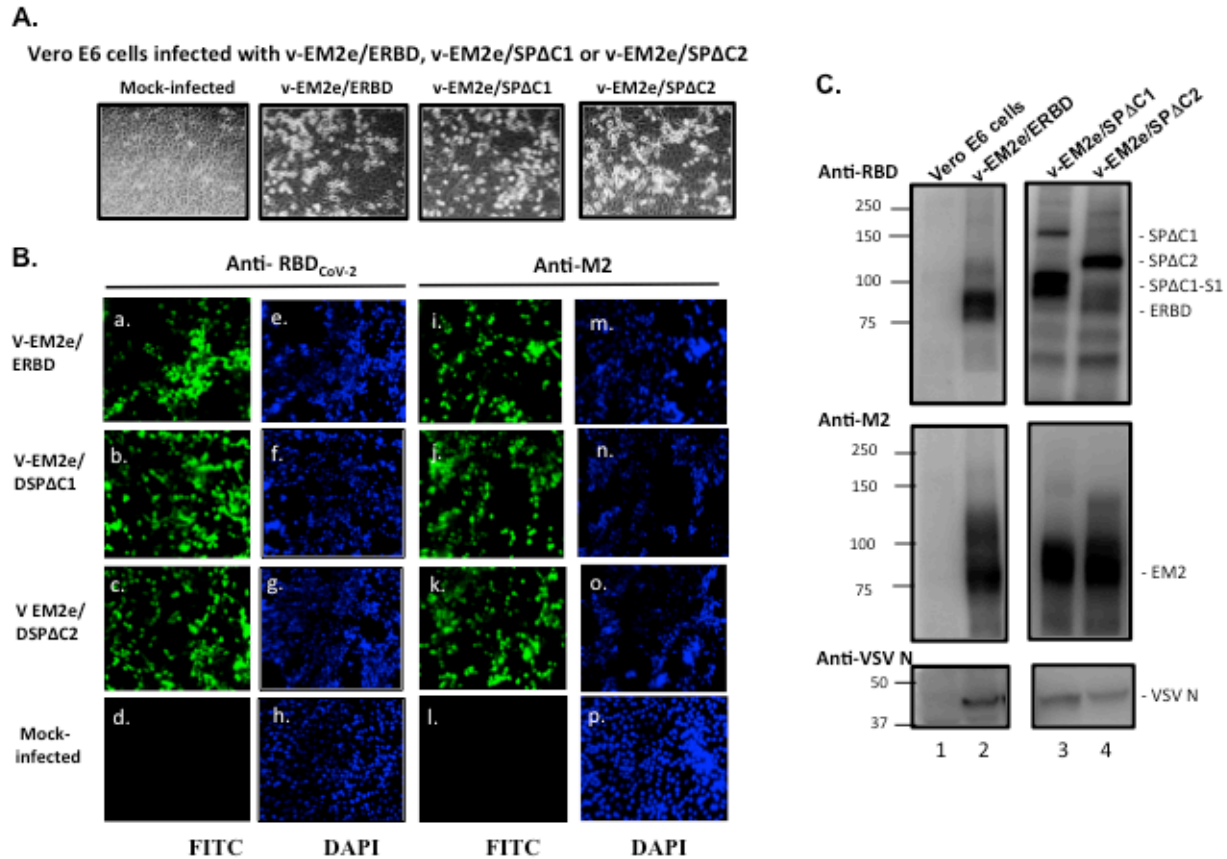 A.
Vero E6 cells infected with v-EM2e/ERBD, v-EM2e/SPΔC1 or v-EM2e/SPΔC2
Mock-infected v-EM2e/ERBD v-EM2e/SPΔC1 v-EM2e/SPΔC2
B.
Anti- RBDCoV-2 Anti-M2
V-EM2e/
ERBD
a. e. i. m.
V-EM2e/
DSPΔC1
b. f. j. n.
V EM2e/
DSPΔC2
c. g. k. o.
Mock-
infected
d. h. l. p.
FITC DAPI FITC DAPI
C.
Vero E6 cells
v-EM2e/ERBD
v-EM2e/SPΔC1
v-EM2e/SPΔC2
Anti-RBD
250
150
100
75
- SPΔC1
- SPΔC2
- SPΔC1-S1
- ERBD
Anti-M2
250
150
100
75
- EM2
Anti-VSV N
50
37
- VSV N
1 2 3 4